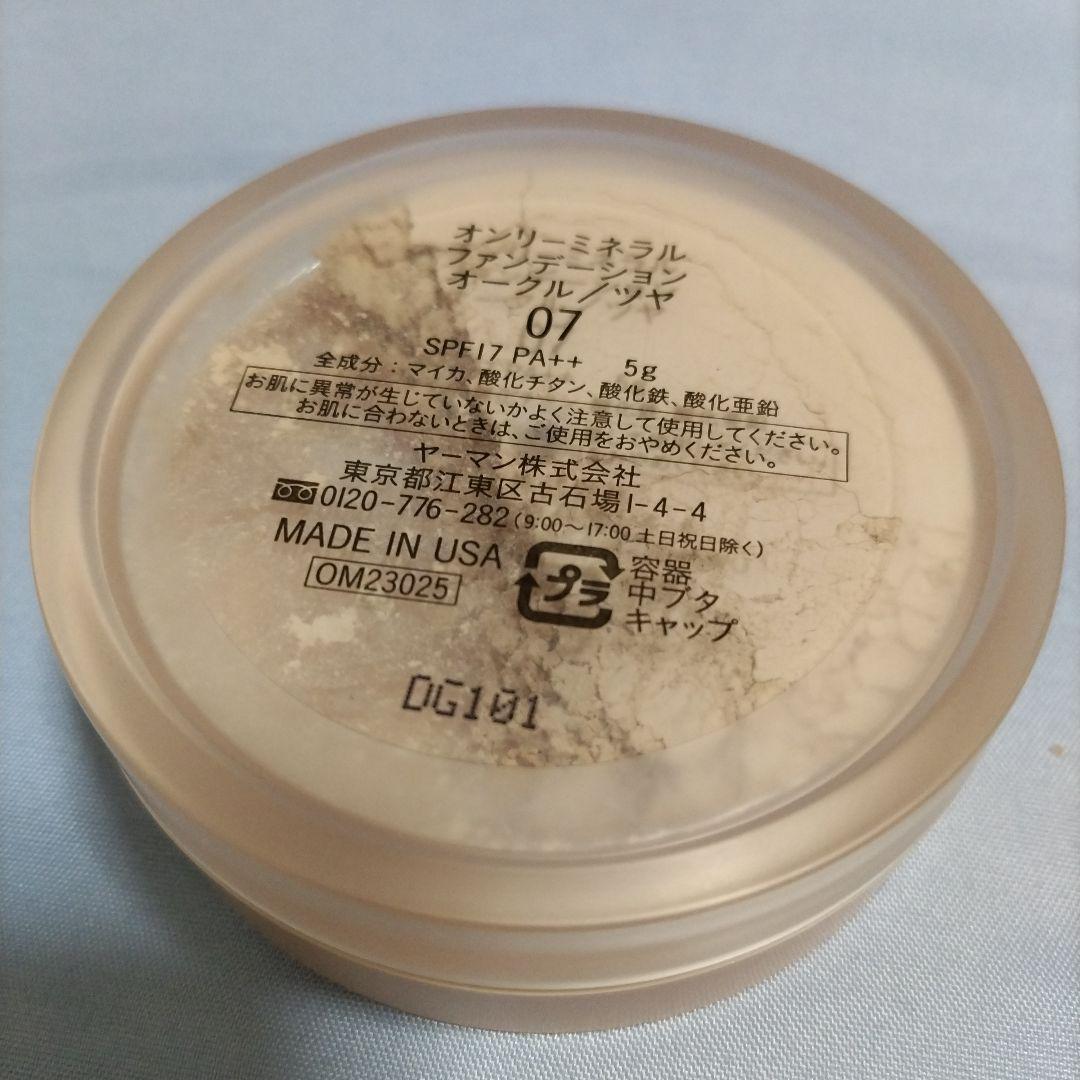 オンリーミネラル
ファンデーション
オークル／ツヤ
07
SPF17 PA++ 5g
全成分：マイカ、酸化チタン、酸化鉄、酸化亜鉛
お肌に異常が生じていないかよく注意して使用してください。
お肌に合わないときは、ご使用をおやめください。
ヤーマン株式会社
東京都江東区古石場1-4-4
0120-776-282(9:00～17:00 土日祝日除く)
MADE IN USA
OM23025
プラ
容器
中ブタ
キャップ
DG101